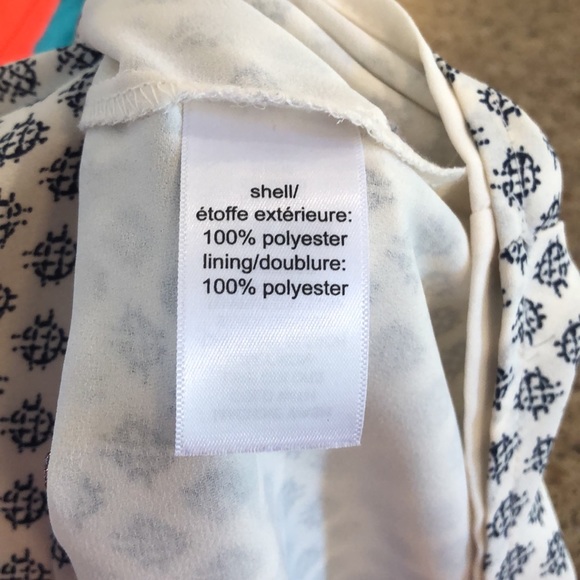 shell/
étoffe extérieure:
100% polyester
lining/doublure:
100% polyester